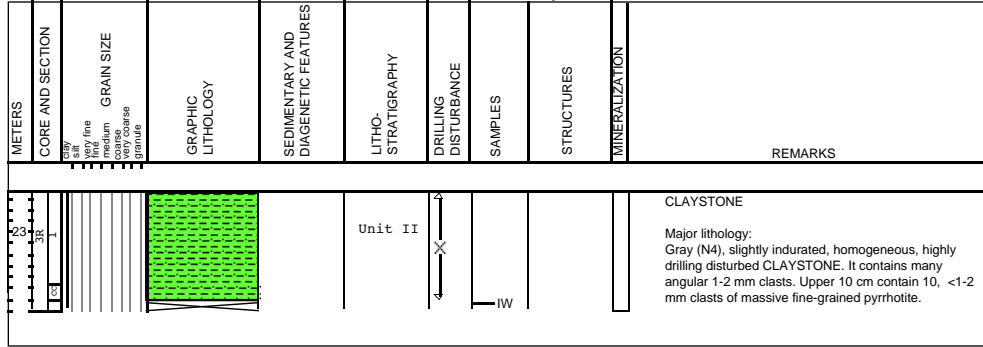 METERS
CORE AND SECTION
clay
silt
very fine
fine
medium
coarse
very coarse
granule
GRAIN SIZE
GRAPHIC
LITHOLOGY
SEDIMENTARY AND
DIAGENETIC FEATURES
LITHO-
STRATIGRAPHY
DRILLING
DISTURBANCE
SAMPLES
STRUCTURES
MINERALIZATION
REMARKS
23
3R
1
CC
Unit II
X
IW
CLAYSTONE
Major lithology:
Gray (N4), slightly indurated, homogeneous, highly
drilling disturbed CLAYSTONE. It contains many
angular 1-2 mm clasts. Upper 10 cm contain 10, <1-2
mm clasts of massive fine-grained pyrrhotite.